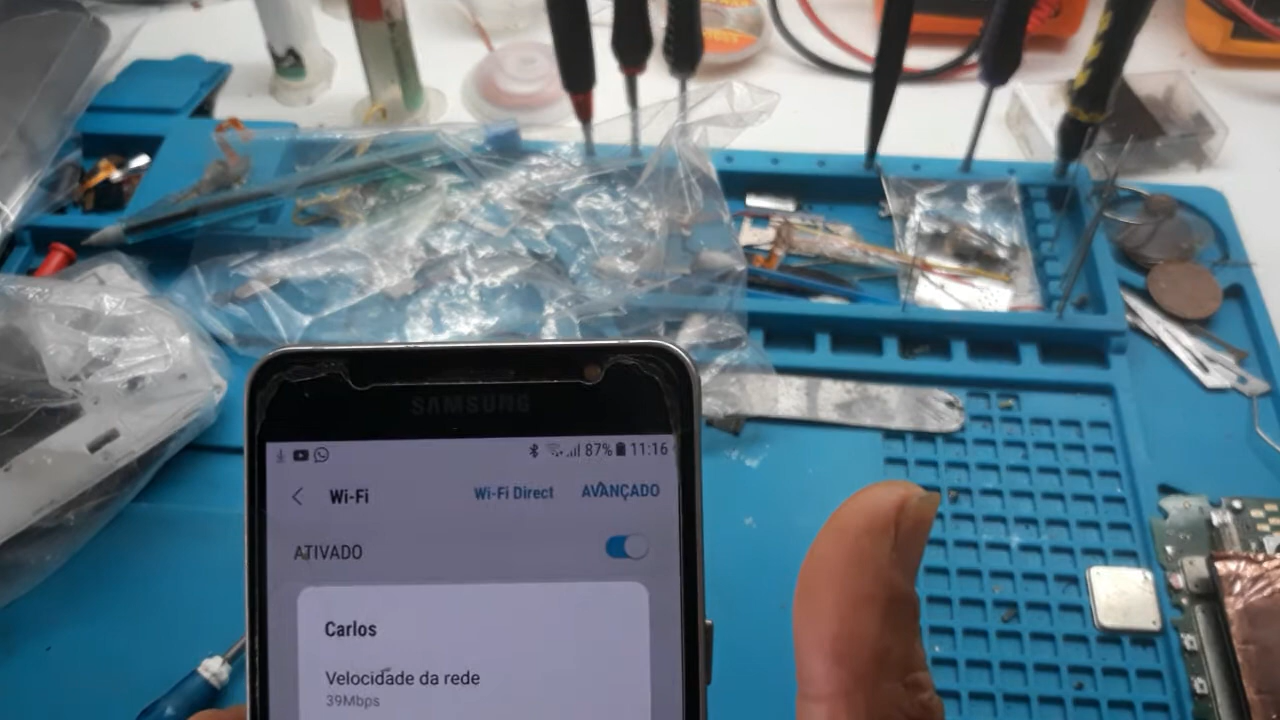 SAMSUNG
87% 11:16
Wi-Fi Wi-Fi Direct AVANÇADO
ATIVADO
Carlos
Velocidade da rede
39Mbps